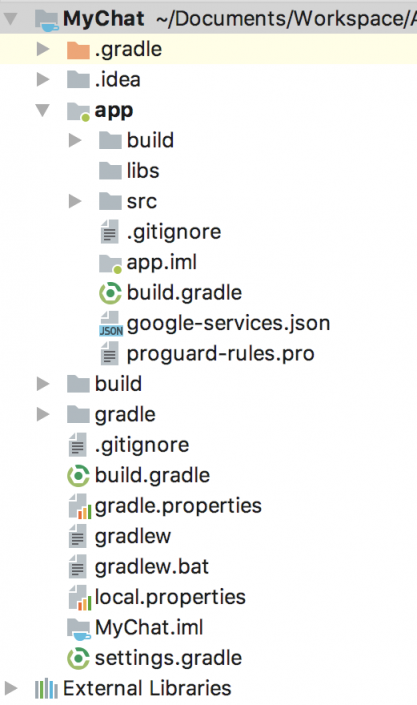 MyChat ~/Documents/Workspace/A
.gradle
.idea
app
build
libs
src
.gitignore
app.iml
build.gradle
JSON google-services.json
proguard-rules.pro
build
gradle
.gitignore
build.gradle
gradle.properties
gradlew
gradlew.bat
local.properties
MyChat.iml
settings.gradle
External Libraries